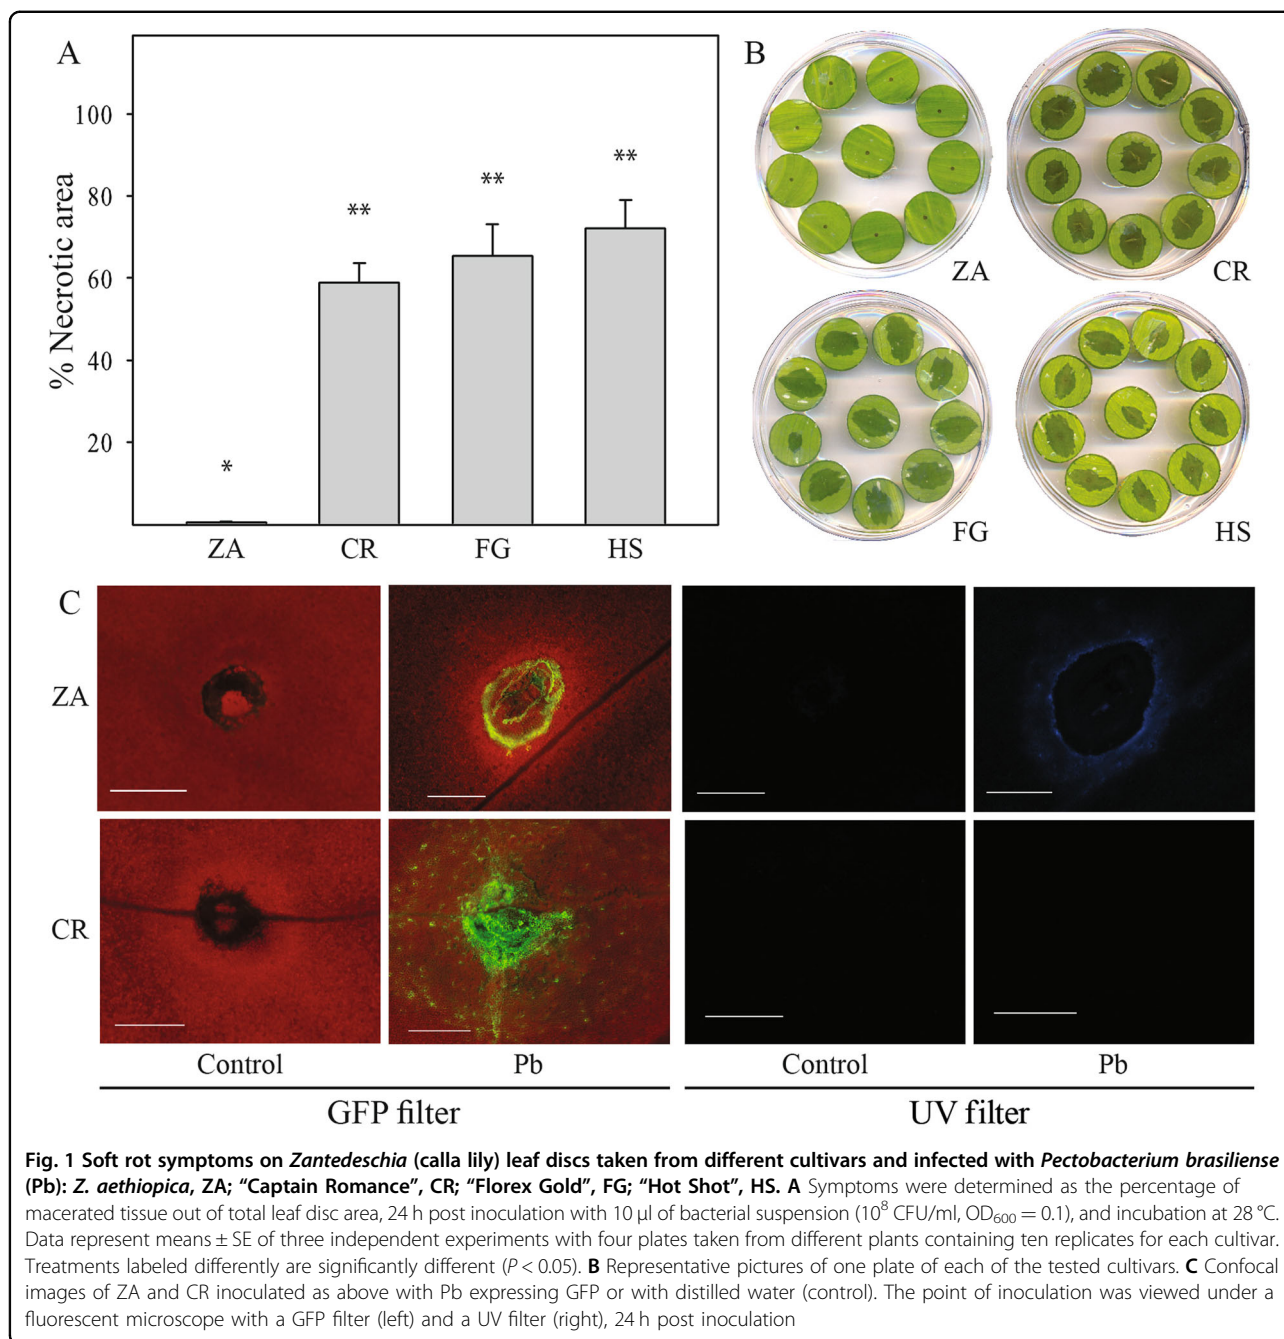 A
% Necrotic area
100
80
60
40
20
*
**
**
**
ZA CR FG HS
B
ZA CR
FG HS
C
ZA
CR
Control Pb Control Pb
GFP filter UV filter
Fig. 1 Soft rot symptoms on Zantedeschia (calla lily) leaf discs taken from different cultivars and infected with Pectobacterium brasiliense
(Pb): Z. aethiopica, ZA; “Captain Romance”, CR; “Florex Gold”, FG; “Hot Shot”, HS. A Symptoms were determined as the percentage of
macerated tissue out of total leaf disc area, 24 h post inoculation with 10 µl of bacterial suspension (10⁸ CFU/ml, OD₆₀₀ = 0.1), and incubation at 28 °C.
Data represent means ± SE of three independent experiments with four plates taken from different plants containing ten replicates for each cultivar.
Treatments labeled differently are significantly different (P < 0.05). B Representative pictures of one plate of each of the tested cultivars. C Confocal
images of ZA and CR inoculated as above with Pb expressing GFP or with distilled water (control). The point of inoculation was viewed under a
fluorescent microscope with a GFP filter (left) and a UV filter (right), 24 h post inoculation